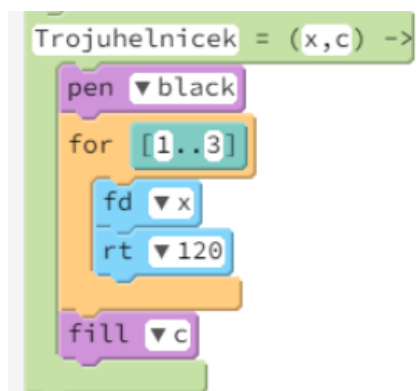 Trojuhelnicek = (x,c) ->
pen ▼black
for [1..3]
fd ▼x
rt ▼120
fill ▼c